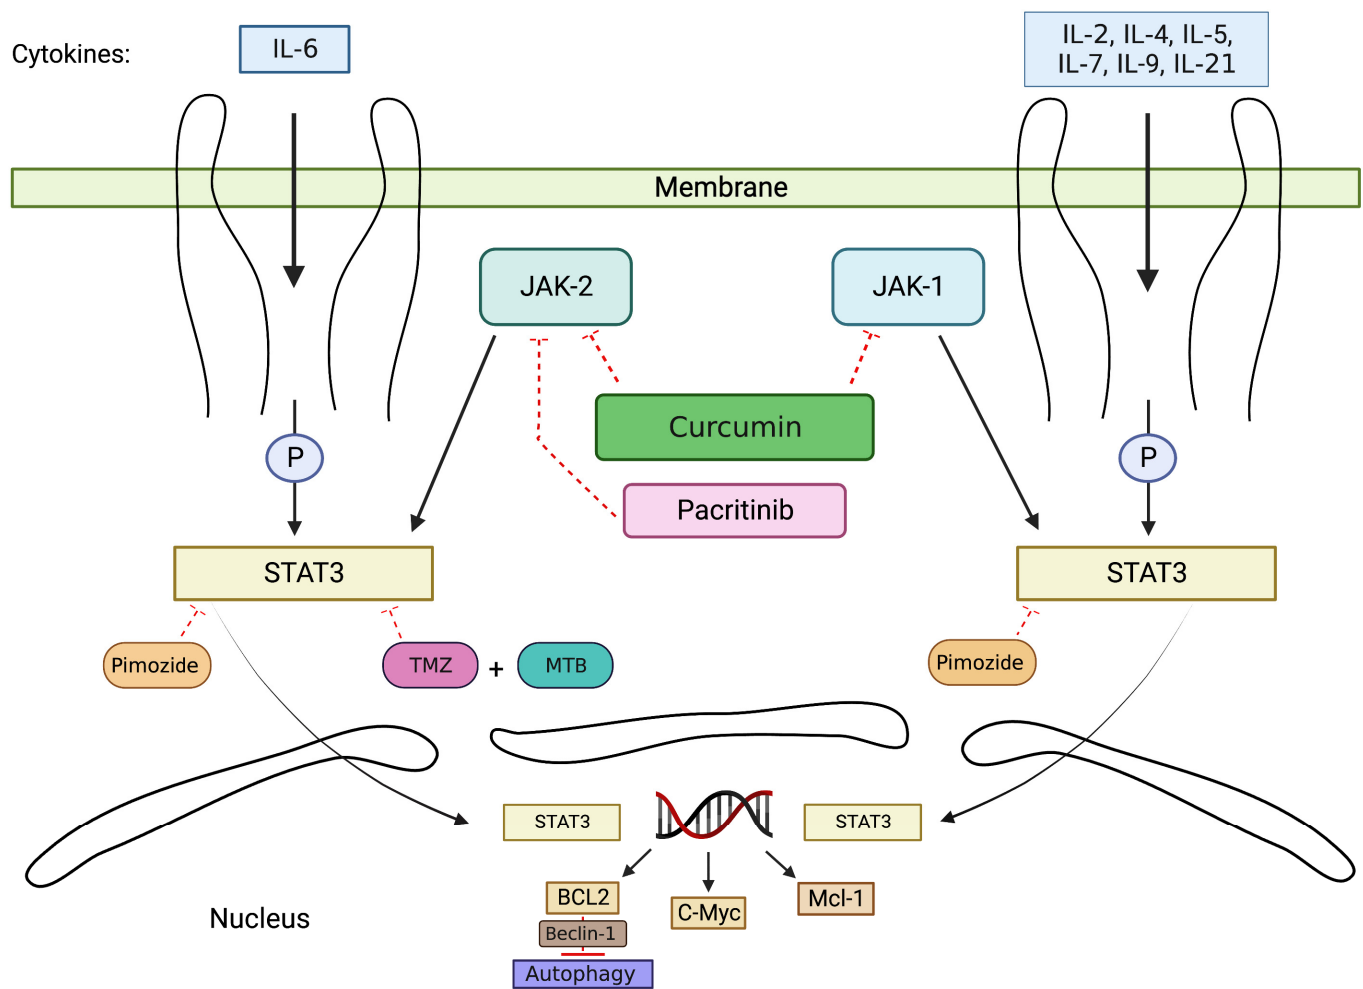 Cytokines:
IL-6
IL-2, IL-4, IL-5,
IL-7, IL-9, IL-21
Membrane
JAK-2
JAK-1
Curcumin
P
P
Pacritinib
STAT3
STAT3
Pimozide
TMZ
+
MTB
Pimozide
STAT3
STAT3
BCL2
Mcl-1
C-Myc
Nucleus
Beclin-1
Autophagy